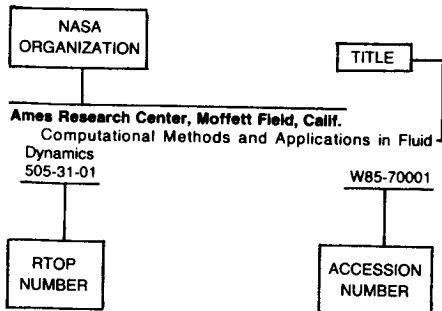 NASA
ORGANIZATION
TITLE
Ames Research Center, Moffett Field, Calif.
Computational Methods and Applications in Fluid
Dynamics
505-31-01
W85-70001
RTOP
NUMBER
ACCESSION
NUMBER